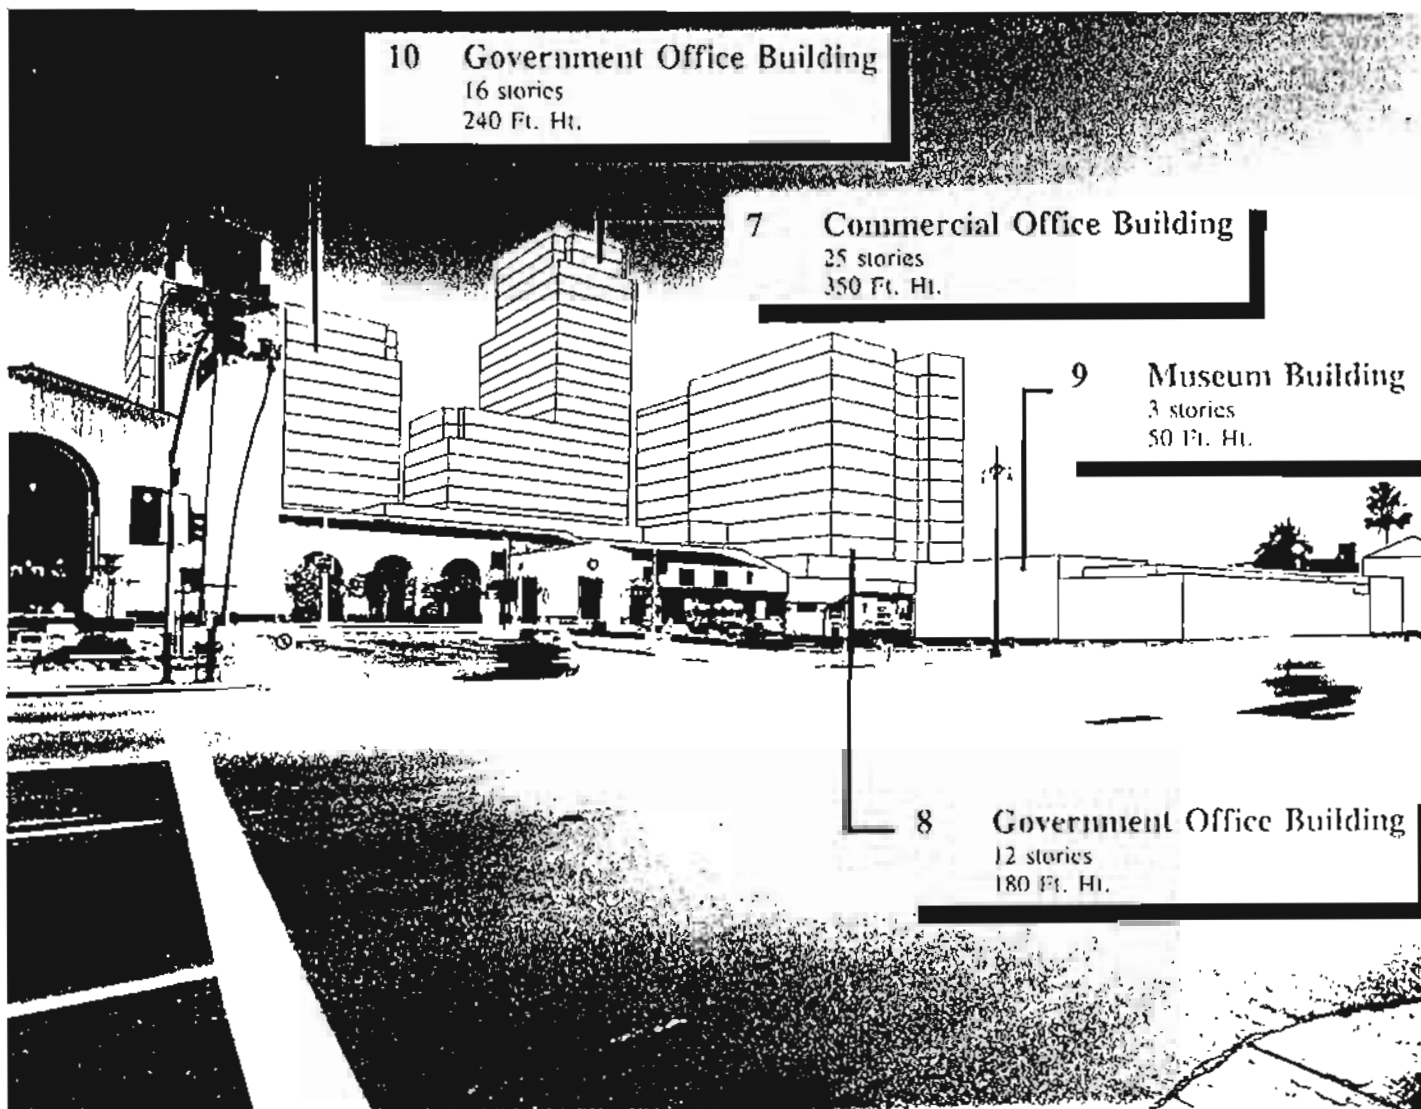 10 Government Office Building
16 stories
240 Ft. Ht.
7 Commercial Office Building
25 stories
350 Ft. Ht.
9 Museum Building
3 stories
50 Ft. Ht.
8 Government Office Building
12 stories
180 Ft. Ht.